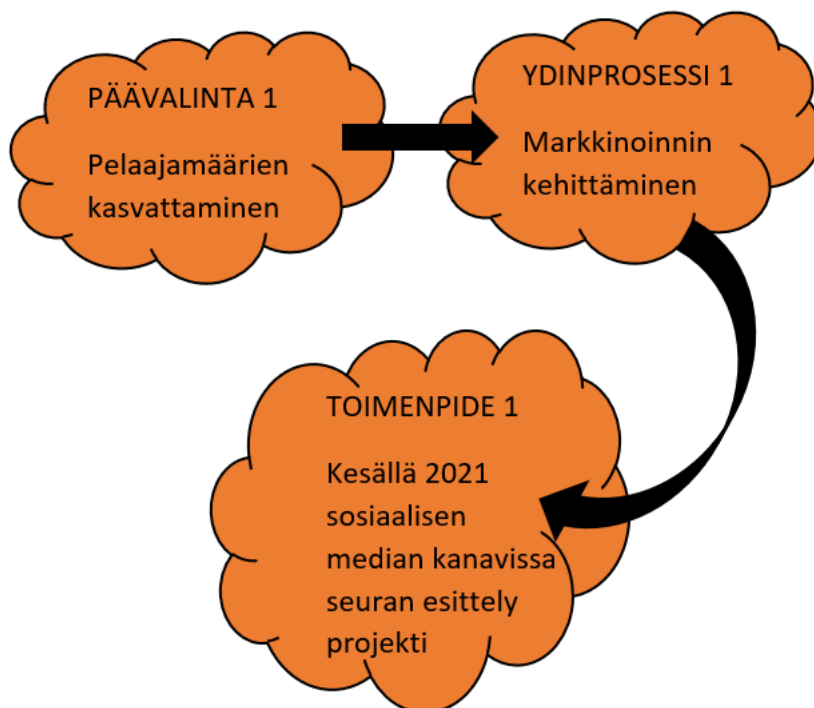 PÄÄVALINTA 1
Pelaajamäärien
kasvattaminen
YDINPROSESSI 1
Markkinoinnin
kehittäminen
TOIMENPIDE 1
Kesällä 2021
sosiaalisen
median kanavissa
seuran esittely
projekti